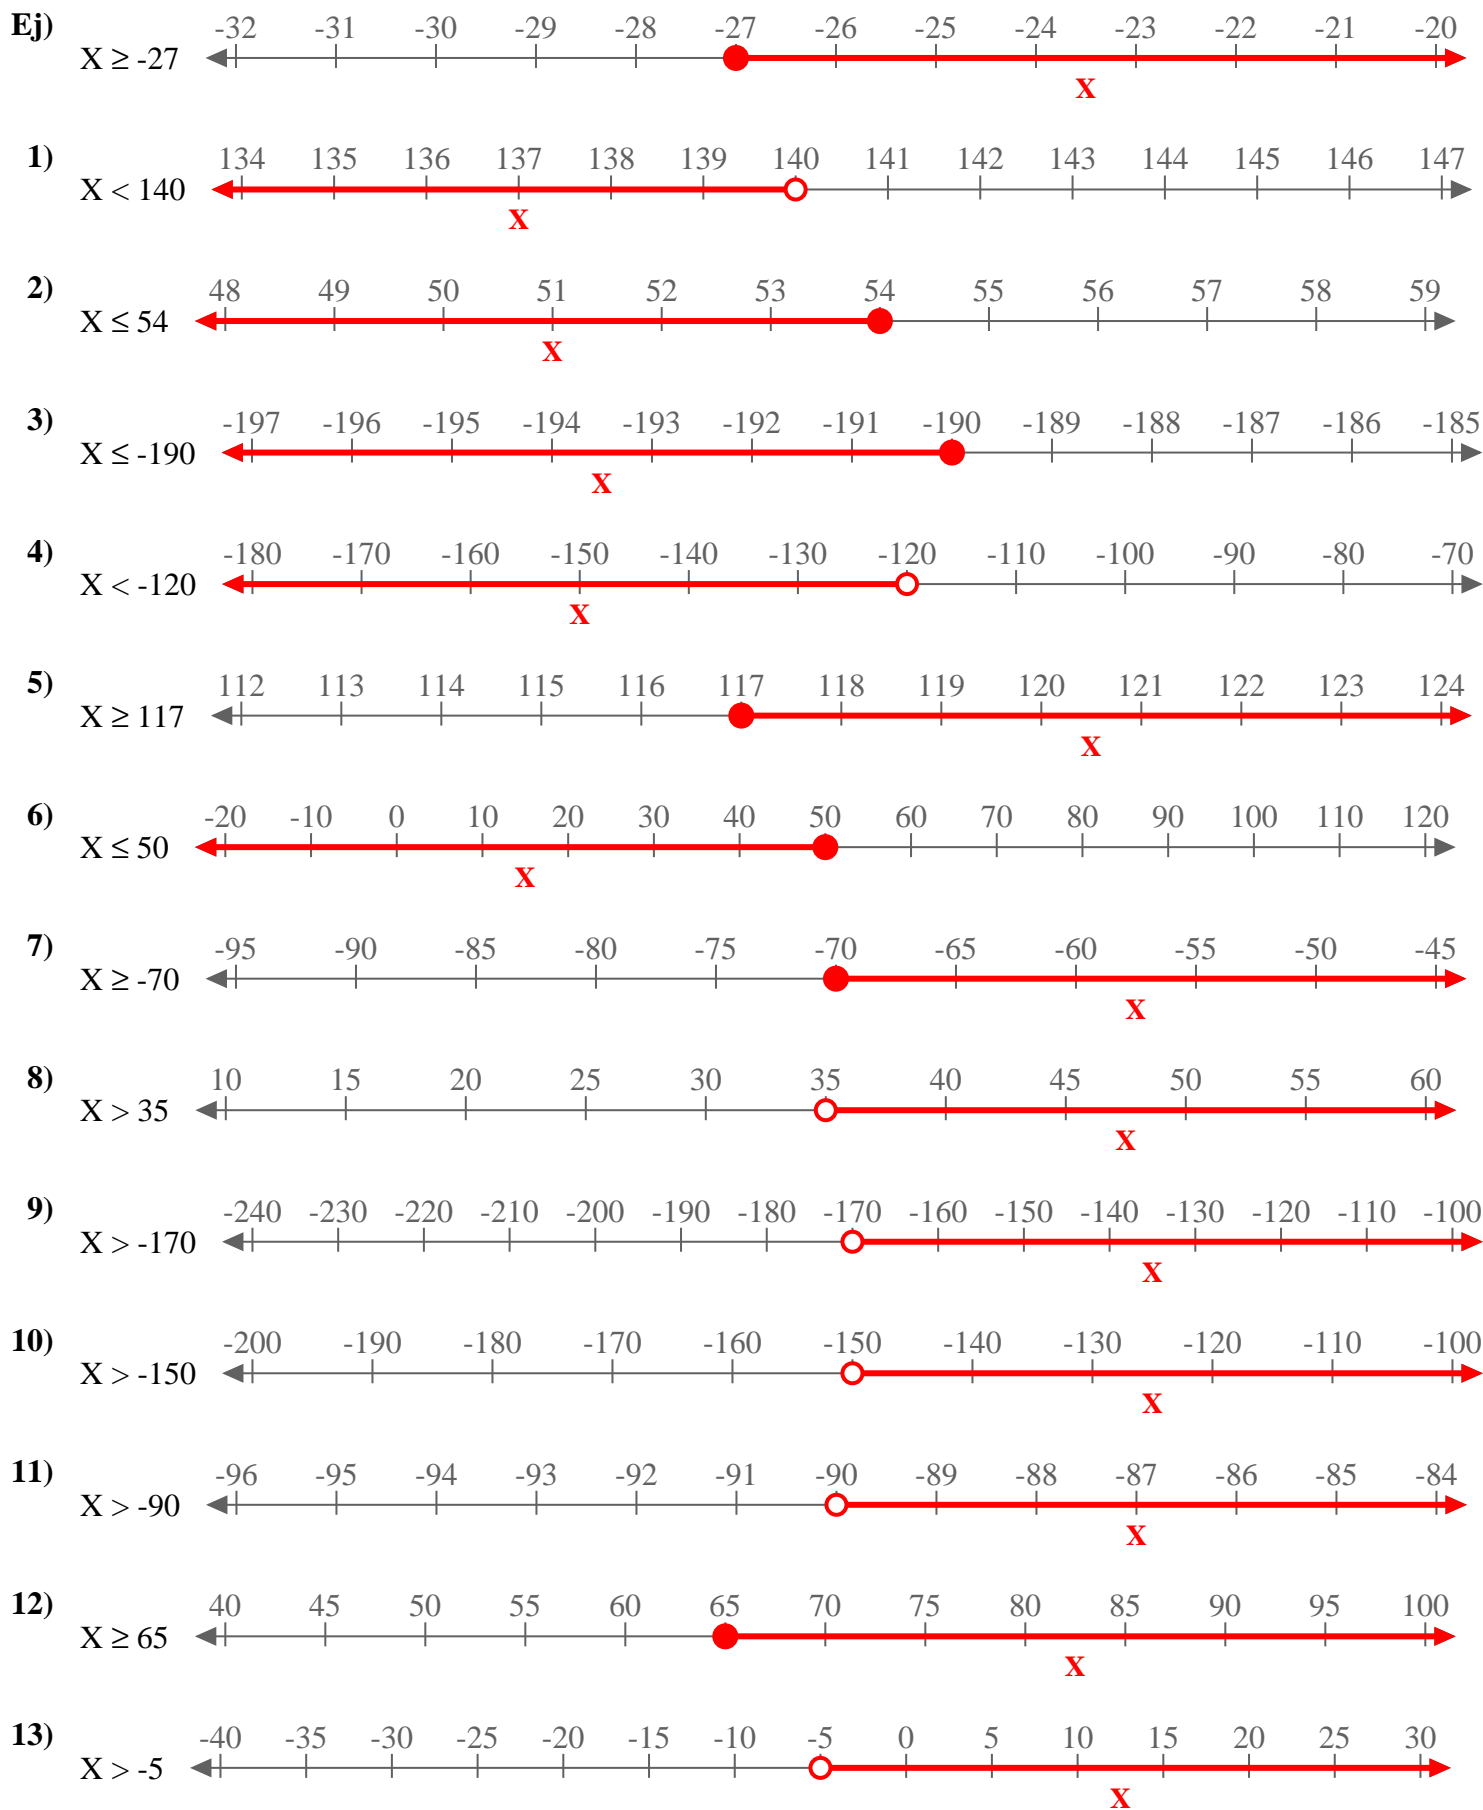 Ej) -32 -31 -30 -29 -28 -27 -26 -25 -24 -23 -22 -21 -20
X ≥ -27
X
1) 134 135 136 137 138 139 140 141 142 143 144 145 146 147
X < 140
X
2) 48 49 50 51 52 53 54 55 56 57 58 59
X ≤ 54
X
3) -197 -196 -195 -194 -193 -192 -191 -190 -189 -188 -187 -186 -185
X ≤ -190
X
4) -180 -170 -160 -150 -140 -130 -120 -110 -100 -90 -80 -70
X < -120
X
5) 112 113 114 115 116 117 118 119 120 121 122 123 124
X ≥ 117
X
6) -20 -10 0 10 20 30 40 50 60 70 80 90 100 110 120
X ≤ 50
X
7) -95 -90 -85 -80 -75 -70 -65 -60 -55 -50 -45
X ≥ -70
X
8) 10 15 20 25 30 35 40 45 50 55 60
X > 35
X
9) -240 -230 -220 -210 -200 -190 -180 -170 -160 -150 -140 -130 -120 -110 -100
X > -170
X
10) -200 -190 -180 -170 -160 -150 -140 -130 -120 -110 -100
X > -150
X
11) -96 -95 -94 -93 -92 -91 -90 -89 -88 -87 -86 -85 -84
X > -90
X
12) 40 45 50 55 60 65 70 75 80 85 90 95 100
X ≥ 65
X
13) -40 -35 -30 -25 -20 -15 -10 -5 0 5 10 15 20 25 30
X > -5
X